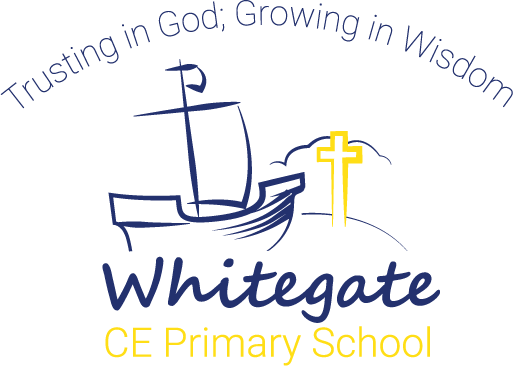 Trusting in God; Growing in Wisdom
Whitegate
CE Primary School